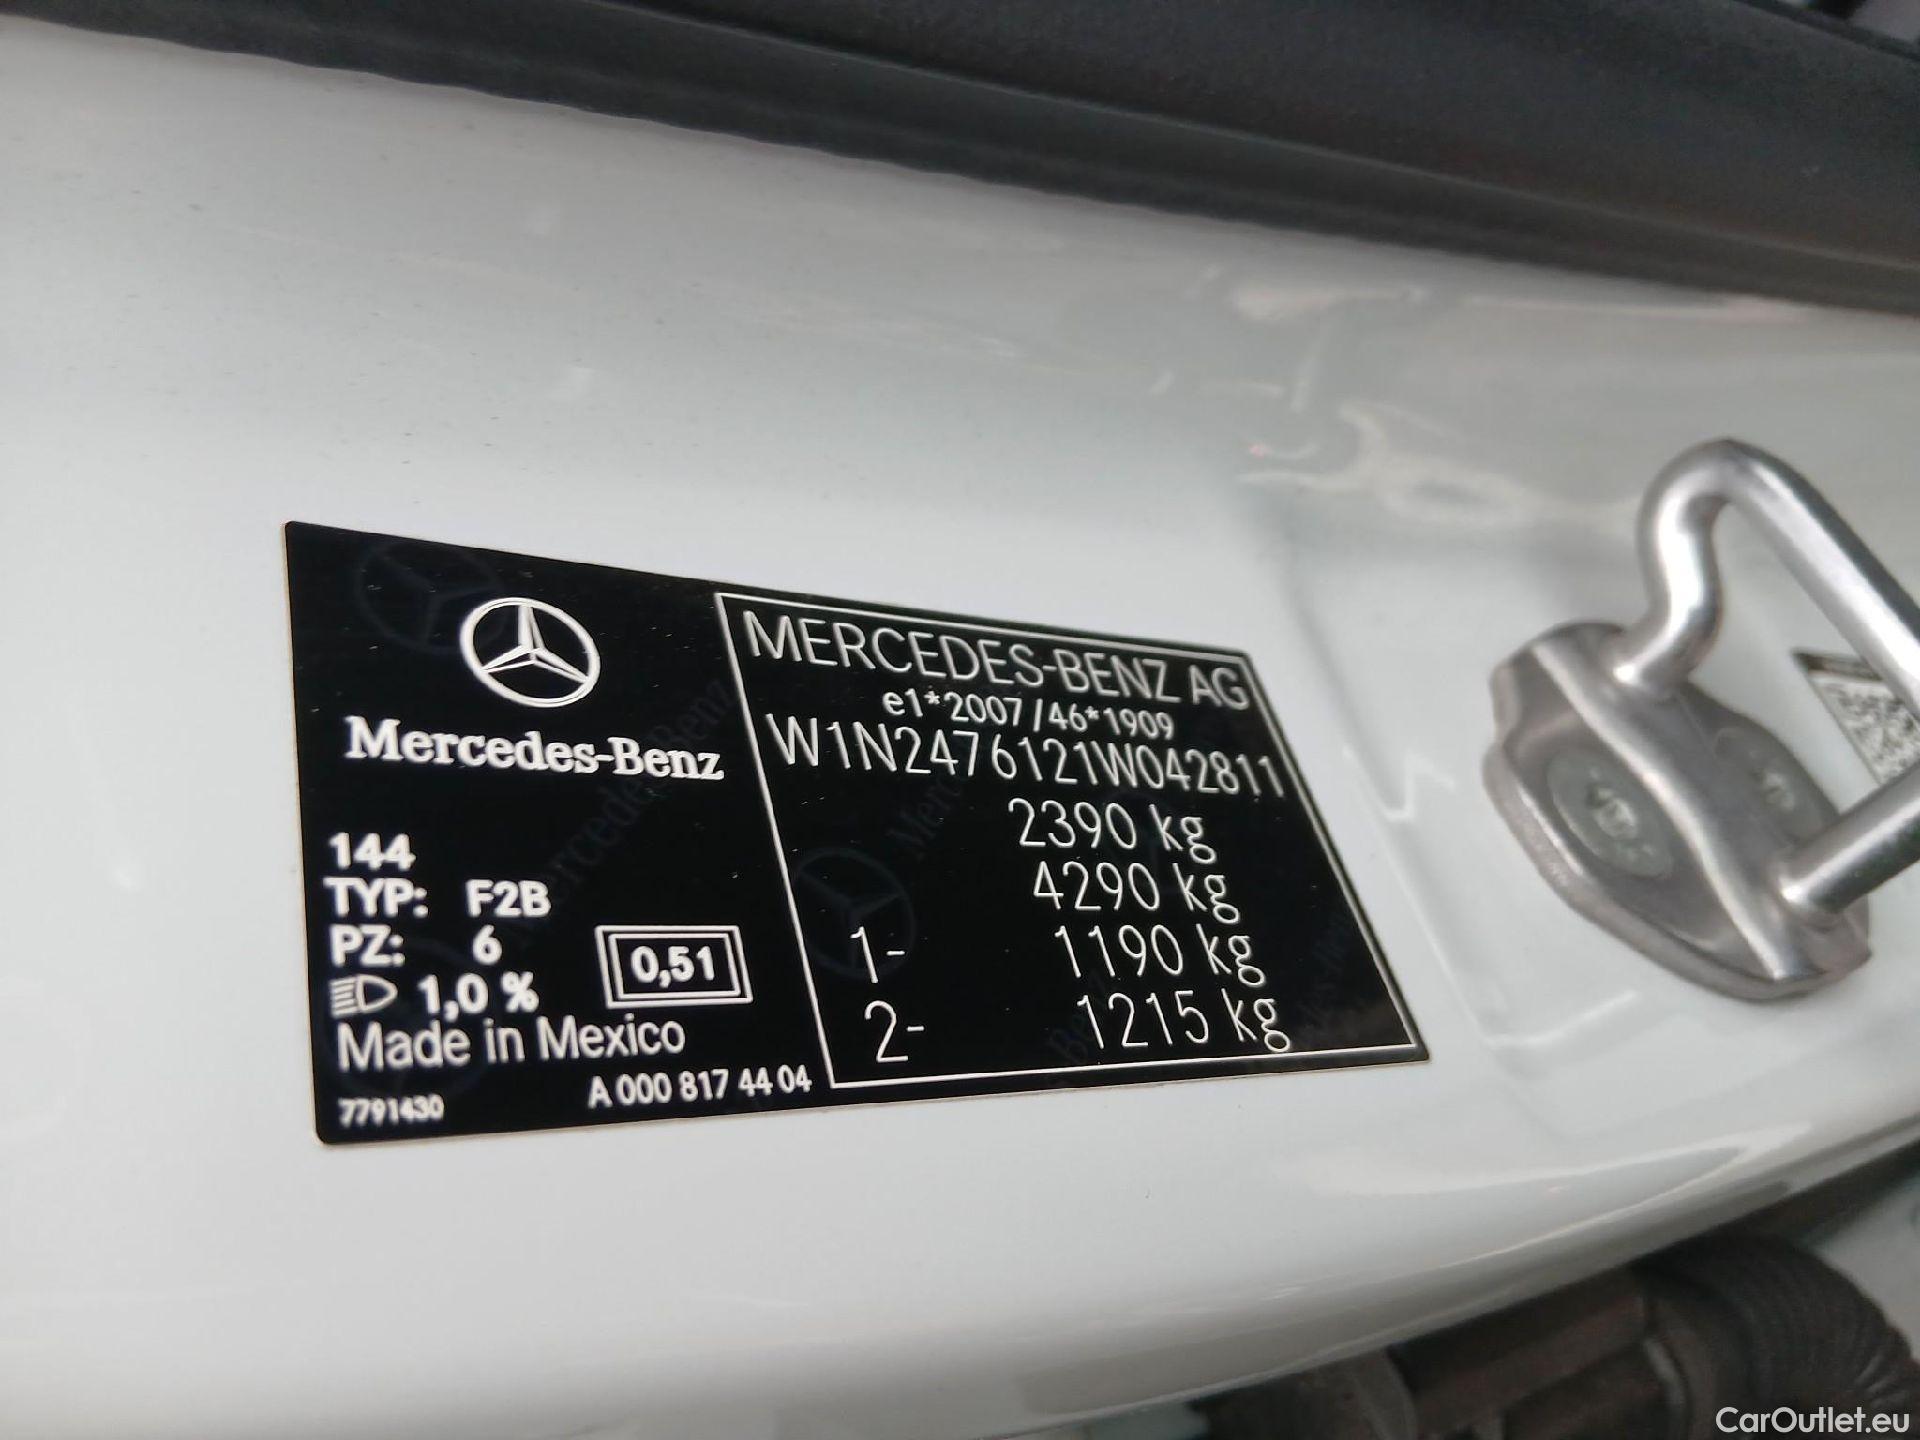 Mercedes-Benz
144
TYP: F2B
PZ: 6
1,0 %
0,51
Made in Mexico
A 000 817 44 04
7791430
MERCEDES-BENZ AG
e1*2007/46*1909
W1N2476121W042811
2390 kg
4290 kg
1- 1190 kg
2- 1215 kg
CarOutlet.eu